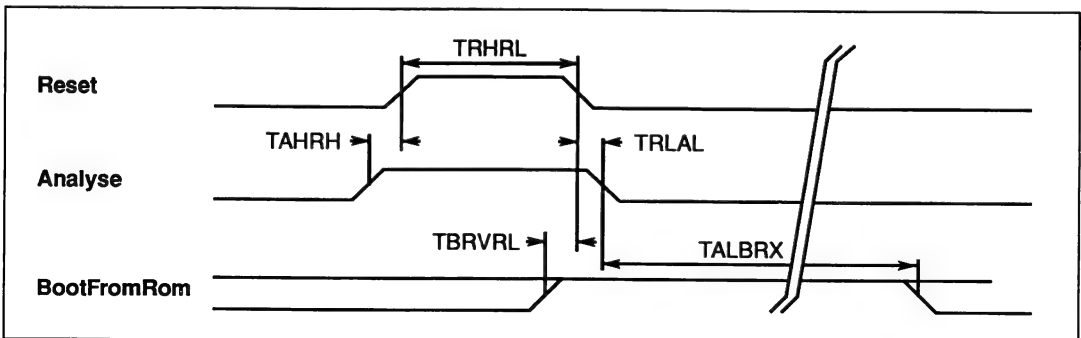 TRHRL
Reset
TAHRH
TRLAL
Analyse
TBRVRL
TALBRX
BootFromRom